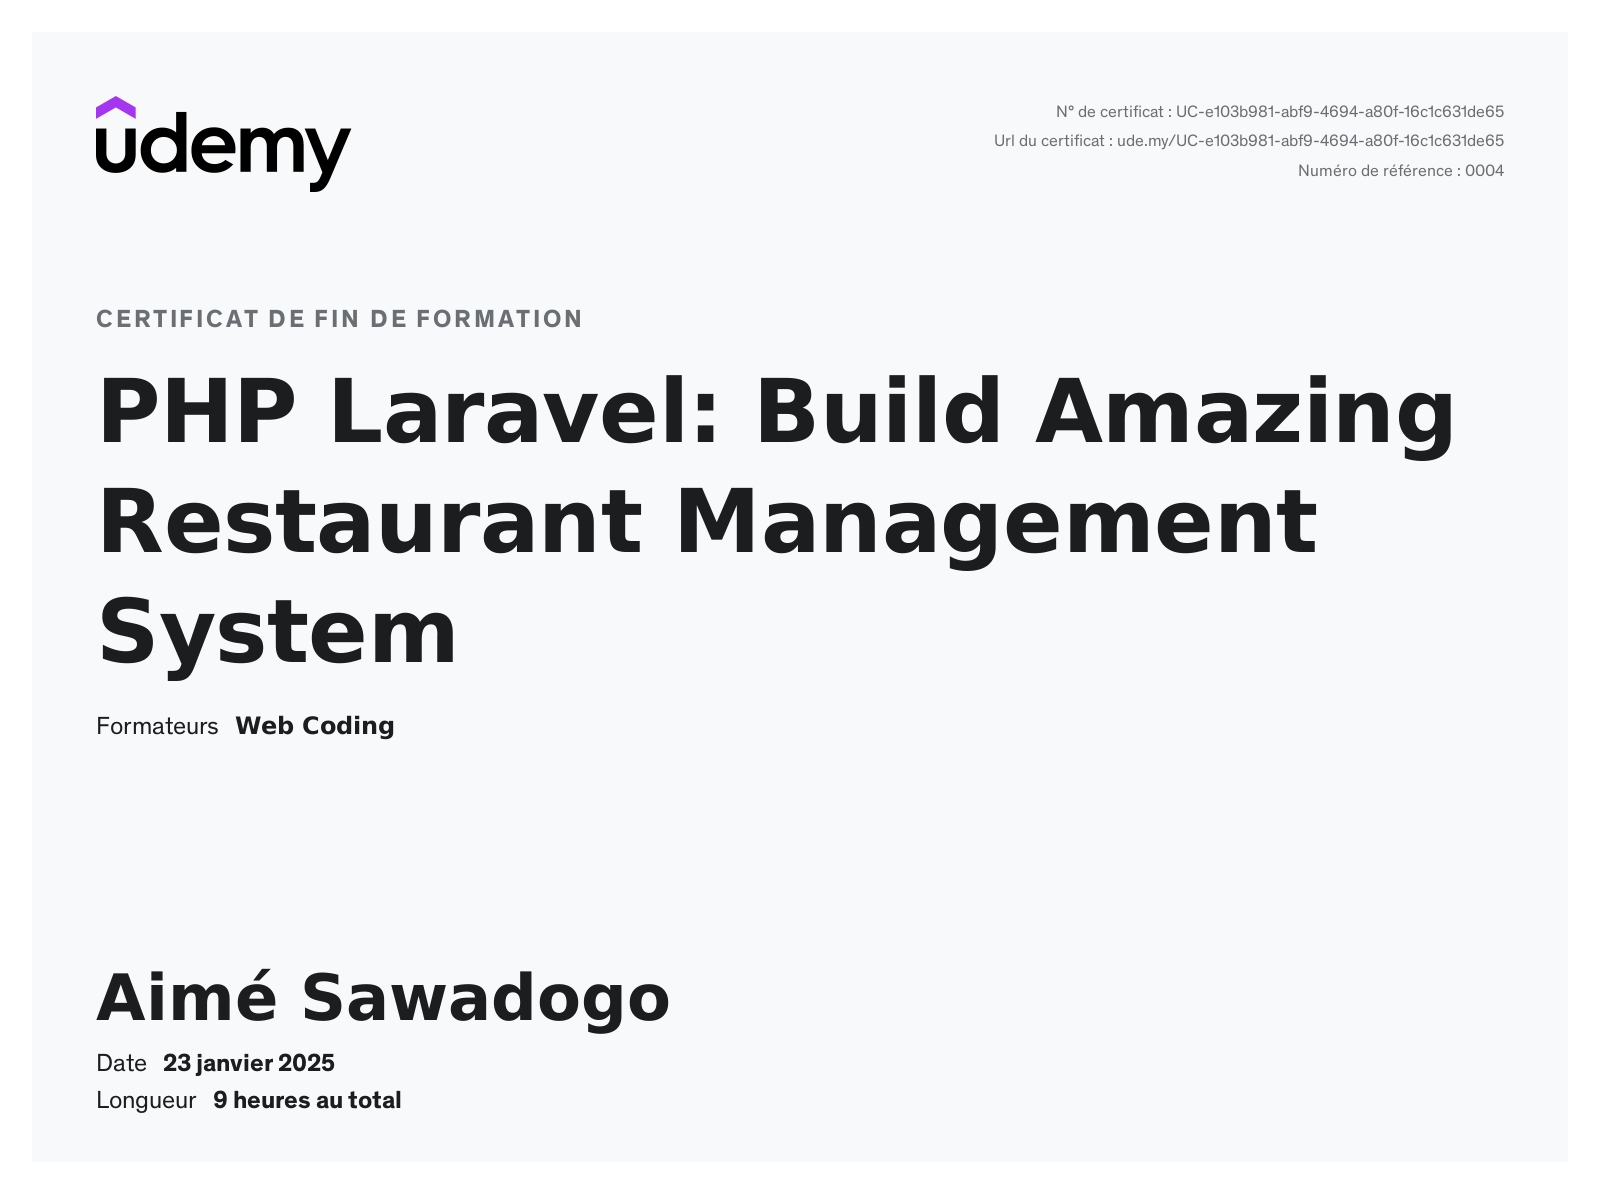 udemy
N° de certificat : UC-e103b981-abf9-4694-a80f-16c1c631de65
Url du certificat : ude.my/UC-e103b981-abf9-4694-a80f-16c1c631de65
Numéro de référence : 0004
CERTIFICAT DE FIN DE FORMATION
PHP Laravel: Build Amazing
Restaurant Management
System
Formateurs Web Coding
Aimé Sawadogo
Date 23 janvier 2025
Longueur 9 heures au total